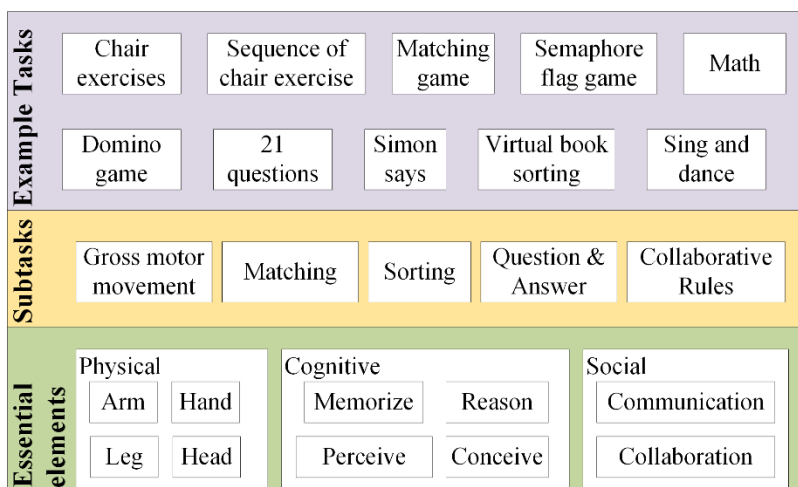 Example Tasks
Chair exercises
Sequence of chair exercise
Matching game
Semaphore flag game
Math
Domino game
21 questions
Simon says
Virtual book sorting
Sing and dance
Subtasks
Gross motor movement
Matching
Sorting
Question & Answer
Collaborative Rules
Essential elements
Physical
Arm
Hand
Leg
Head
Cognitive
Memorize
Reason
Perceive
Conceive
Social
Communication
Collaboration